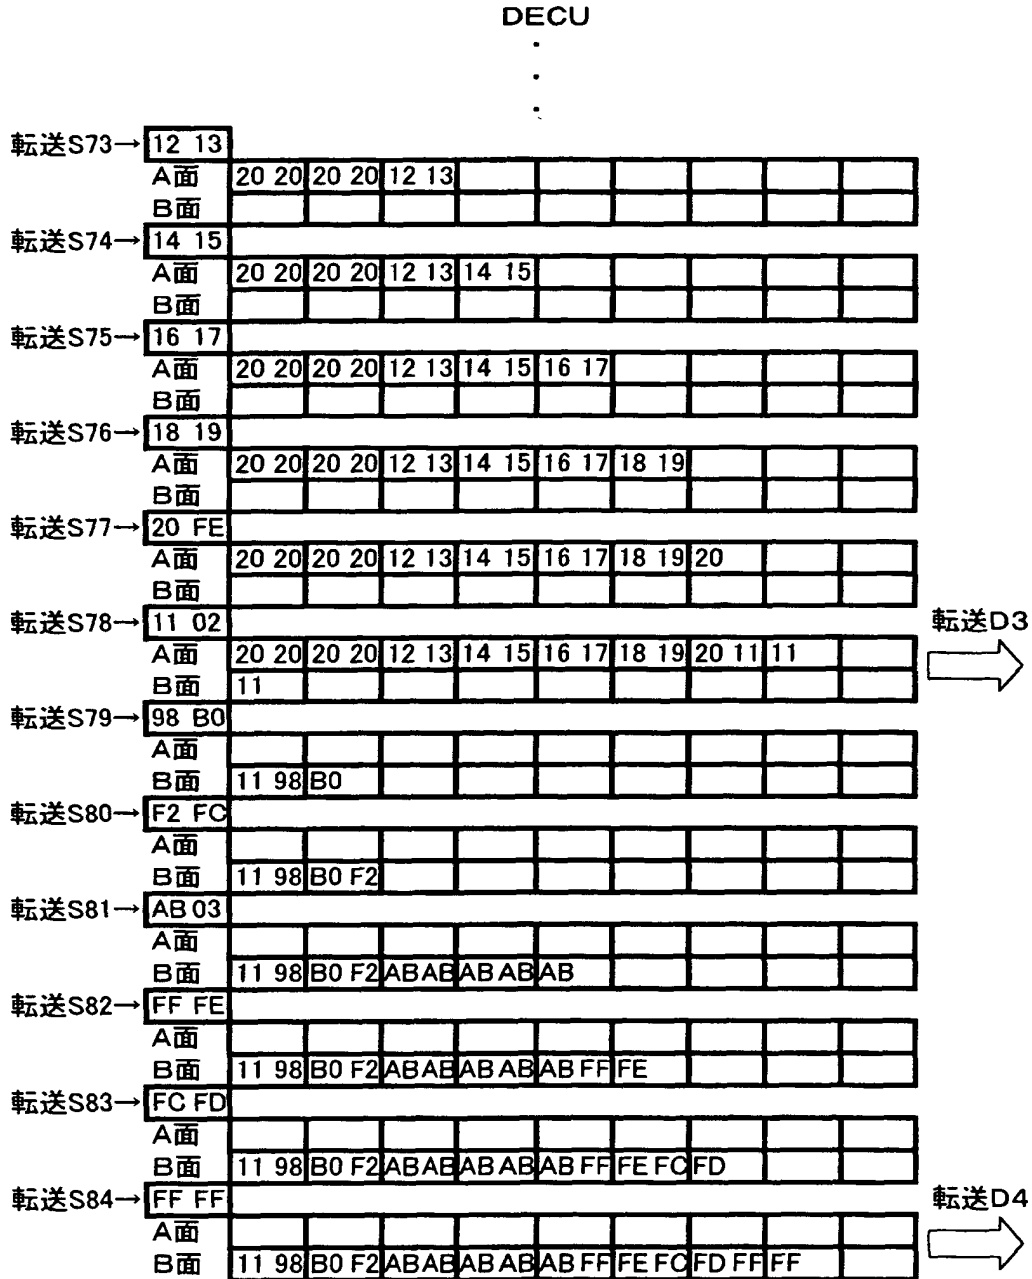 DECU
転送S73→ 12 13
A面 20 20 20 20 12 13
B面
転送S74→ 14 15
A面 20 20 20 20 12 13 14 15
B面
転送S75→ 16 17
A面 20 20 20 20 12 13 14 15 16 17
B面
転送S76→ 18 19
A面 20 20 20 20 12 13 14 15 16 17 18 19
B面
転送S77→ 20 FE
A面 20 20 20 20 12 13 14 15 16 17 18 19 20
B面
転送S78→ 11 02 転送D3
A面 20 20 20 20 12 13 14 15 16 17 18 19 20 11 11
B面 11
転送S79→ 98 B0
A面
B面 11 98 B0
転送S80→ F2 FC
A面
B面 11 98 B0 F2
転送S81→ AB 03
A面
B面 11 98 B0 F2 AB AB AB AB AB
転送S82→ FF FE
A面
B面 11 98 B0 F2 AB AB AB AB AB FF FE
転送S83→ FC FD
A面
B面 11 98 B0 F2 AB AB AB AB AB FF FE FC FD
転送S84→ FF FF 転送D4
A面
B面 11 98 B0 F2 AB AB AB AB AB FF FE FC FD FF FF